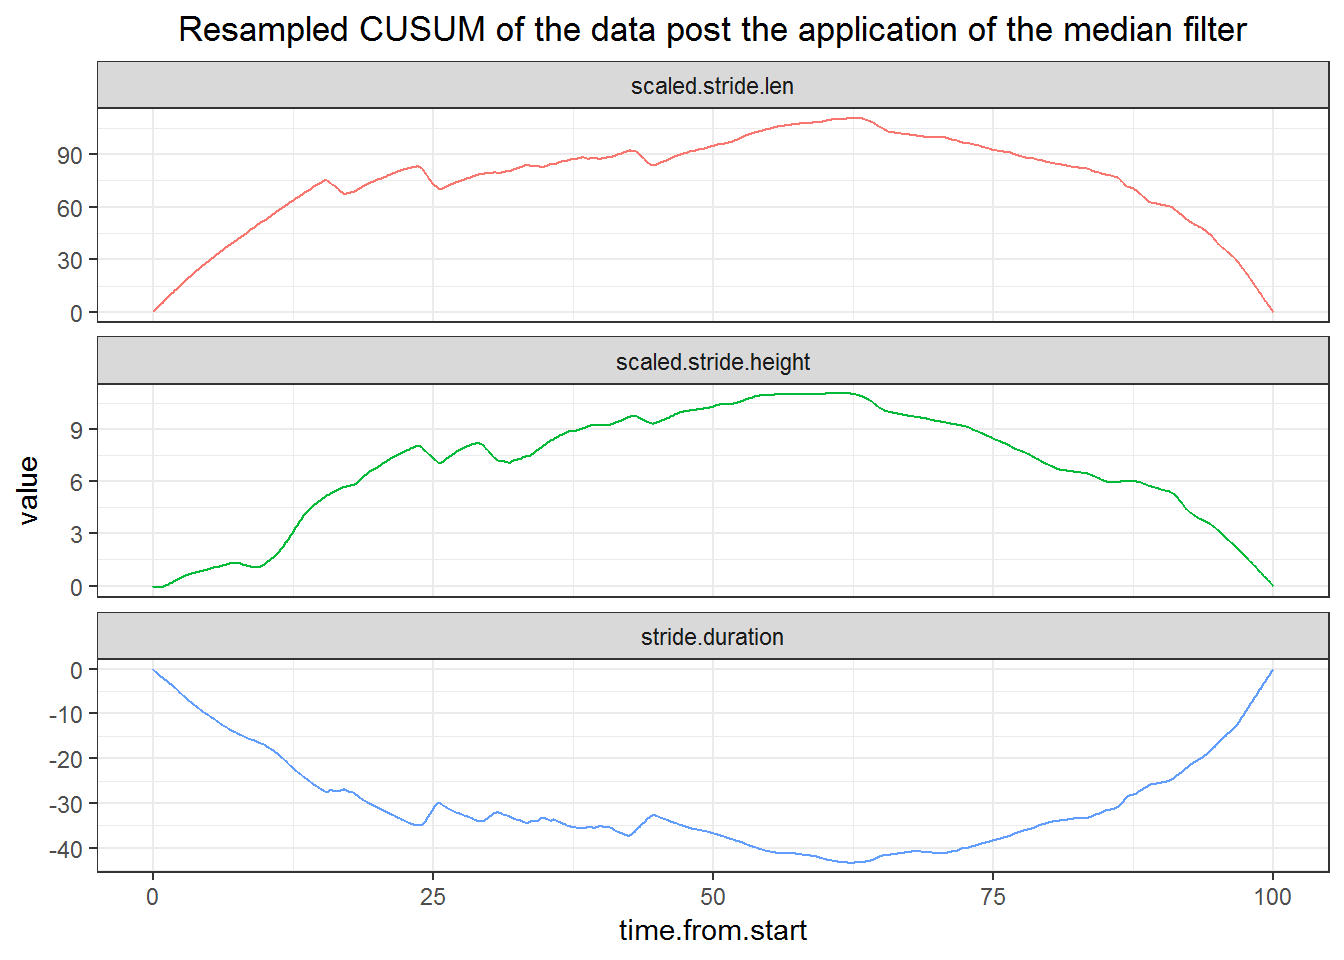 Resampled CUSUM of the data post the application of the median filter
scaled.stride.len
90
60
30
0
scaled.stride.height
9
6
3
0
value
stride.duration
0
-10
-20
-30
-40
0 25 50 75 100
time.from.start